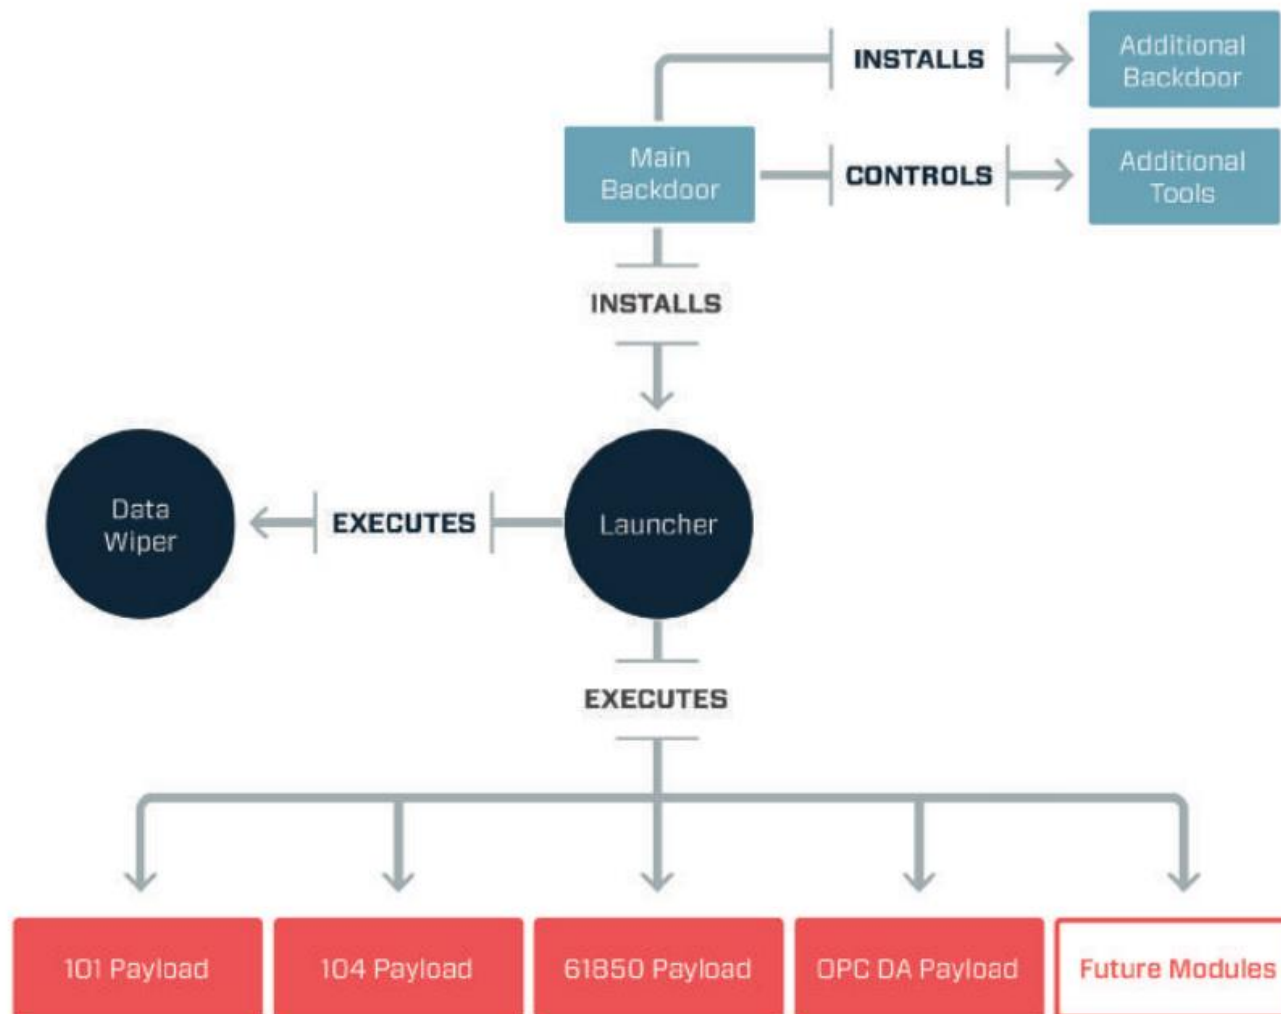 INSTALLS
Additional
Backdoor
Main
Backdoor
CONTROLS
Additional
Tools
INSTALLS
Data
Wiper
EXECUTES
Launcher
EXECUTES
101 Payload
104 Payload
61850 Payload
OPC DA Payload
Future Modules